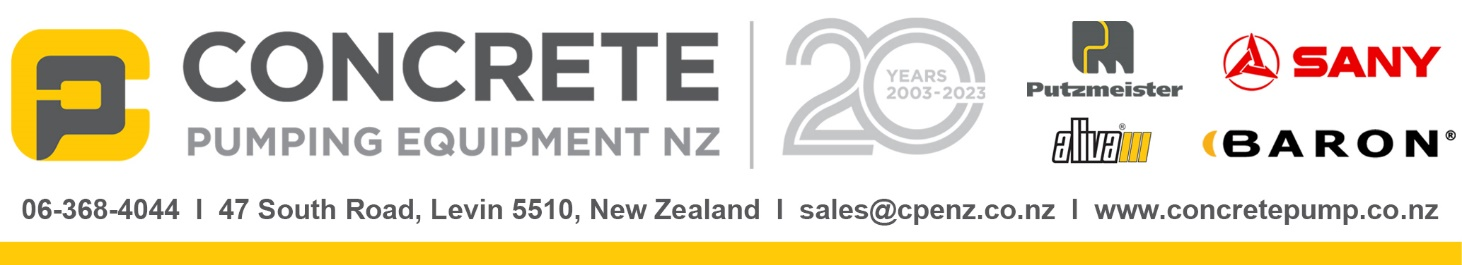 CONCRETE
PUMPING EQUIPMENT NZ
20
YEARS
2003-2023
Putzmeister
SANY
aliva®
BARON®
06-368-4044 I 47 South Road, Levin 5510, New Zealand I sales@cpenz.co.nz I www.concretepump.co.nz